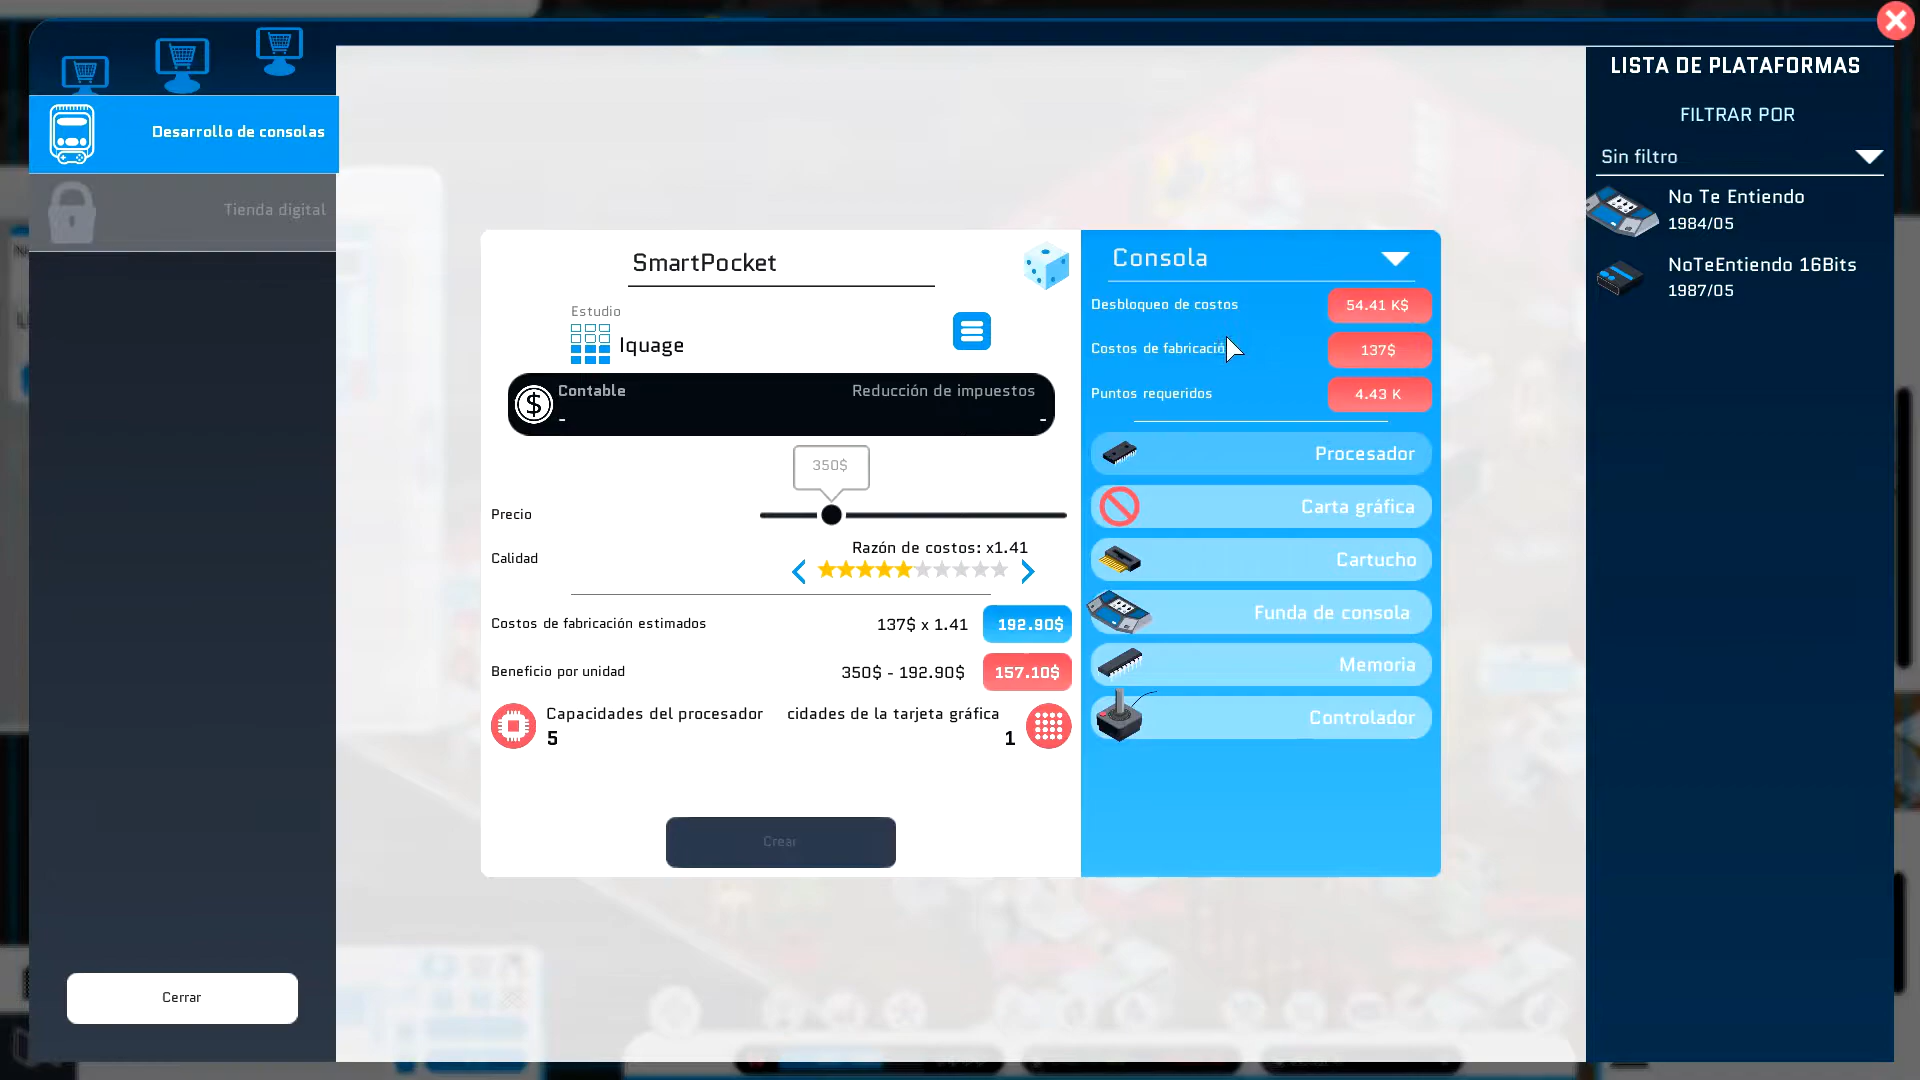 Desarrollo de consolas
Tienda digital
Cerrar
SmartPocket
Estudio
Iquage
$
Contable
Reducción de impuestos
-
-
350$
Precio
Razón de costos: x1.41
Calidad
Costos de fabricación estimados
137$ x 1.41
192.90$
Beneficio por unidad
350$ - 192.90$
157.10$
Capacidades del procesador
cidades de la tarjeta gráfica
5
1
Crear
Consola
Desbloqueo de costos
54.41 K$
Costos de fabricació
137$
Puntos requeridos
4.43 K
Procesador
Carta gráfica
Cartucho
Funda de consola
Memoria
Controlador
LISTA DE PLATAFORMAS
FILTRAR POR
Sin filtro
No Te Entiendo
1984/05
NoTeEntiendo 16Bits
1987/05